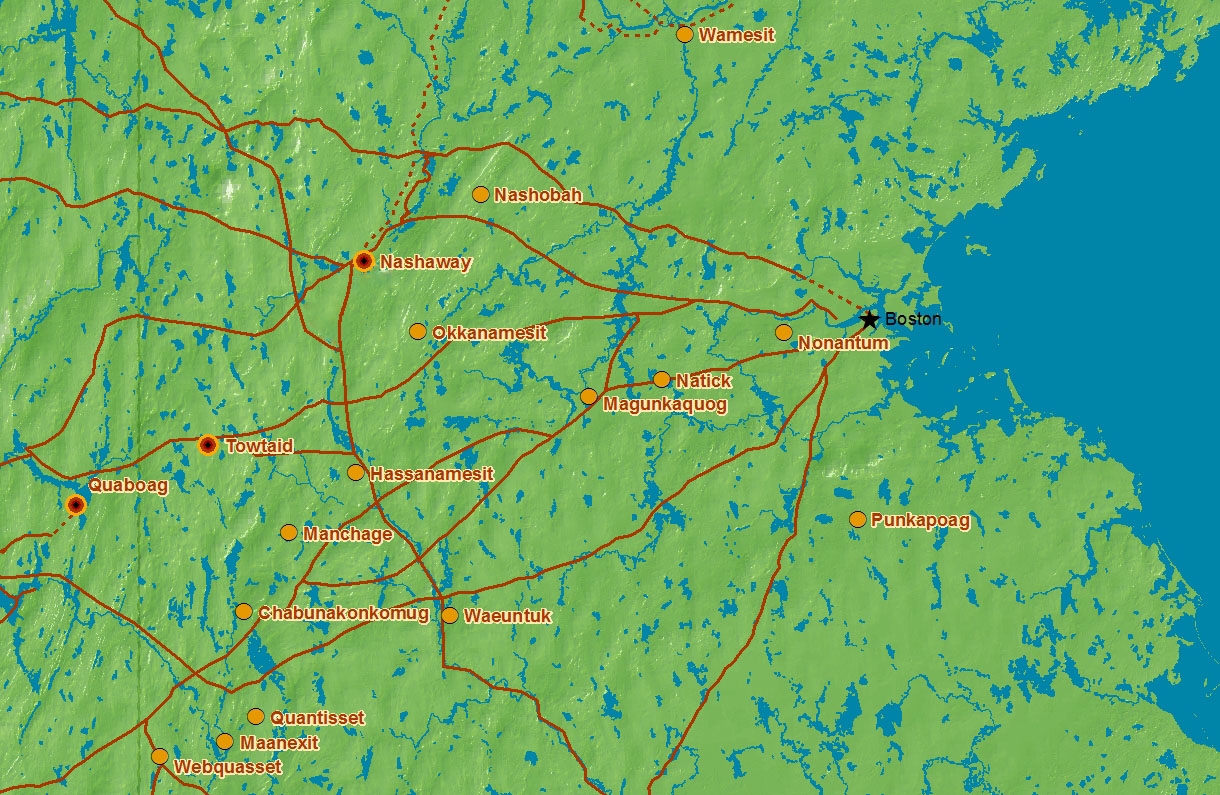 Wamesit
Nashobah
Nashaway
Boston
Okkanamesit
Nonantum
Natick
Magunkaquog
Towtaid
Hassanamesit
Quaboag
Punkapoag
Manchage
Chabunakonkomug
Waeuntuk
Quantisset
Maanexit
Webquasset